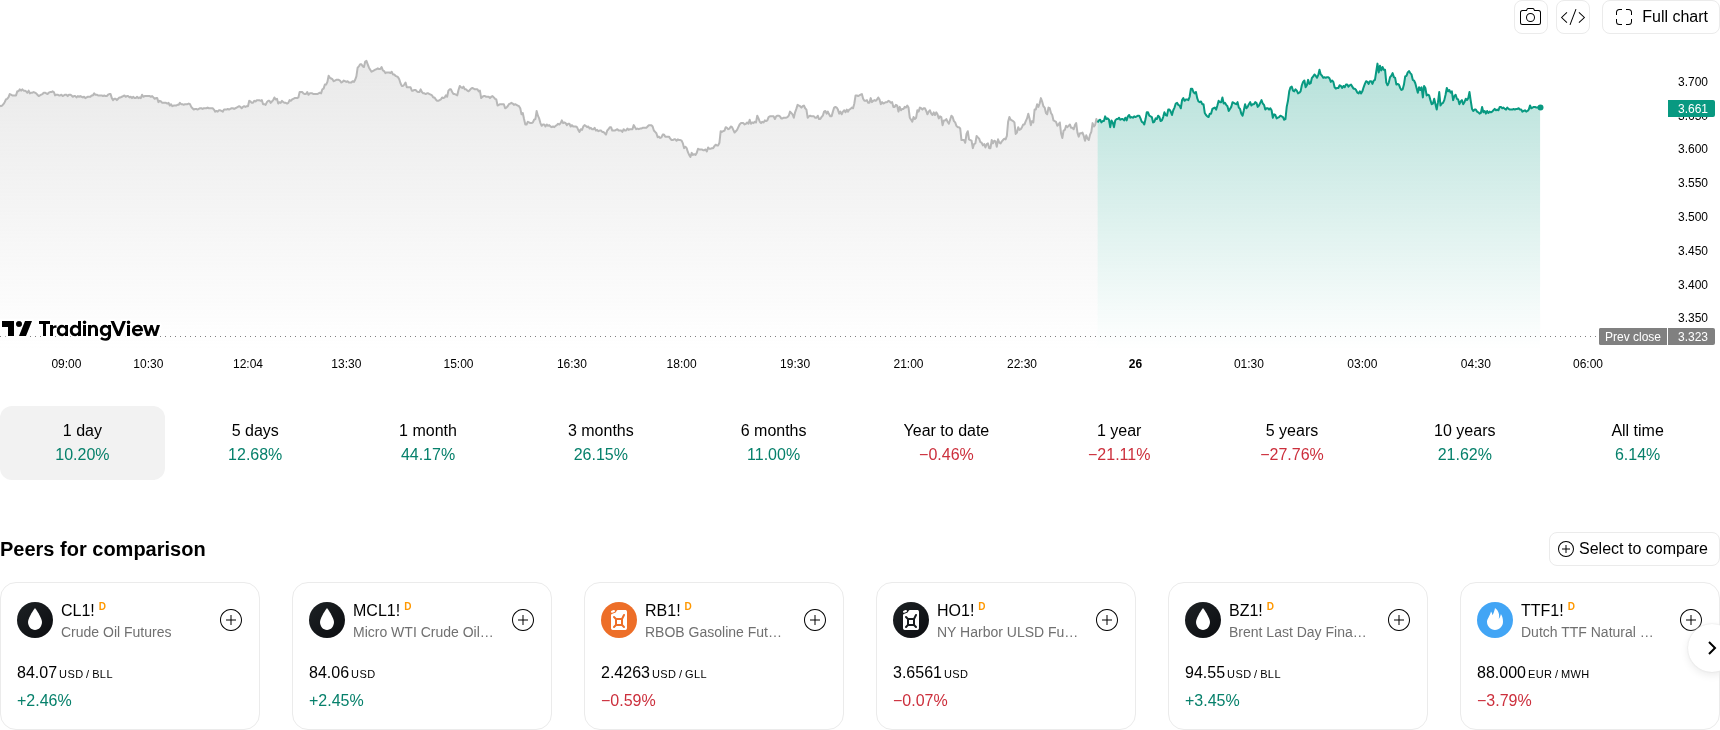 Full chart
3.700
3.661
3.650
3.600
3.550
3.500
3.450
3.400
3.350
TradingView
Prev close 3.323
09:00 10:30 12:04 13:30 15:00 16:30 18:00 19:30 21:00 22:30 26 01:30 03:00 04:30 06:00
1 day 5 days 1 month 3 months 6 months Year to date 1 year 5 years 10 years All time
10.20% 12.68% 44.17% 26.15% 11.00% −0.46% −21.11% −27.76% 21.62% 6.14%
Peers for comparison
Select to compare
CL1! D
Crude Oil Futures
84.07 USD / BLL
+2.46%
MCL1! D
Micro WTI Crude Oil…
84.06 USD
+2.45%
RB1! D
RBOB Gasoline Fut…
2.4263 USD / GLL
−0.59%
HO1! D
NY Harbor ULSD Fu…
3.6561 USD
−0.07%
BZ1! D
Brent Last Day Fina…
94.55 USD / BLL
+3.45%
TTF1! D
Dutch TTF Natural …
88.000 EUR / MWH
−3.79%